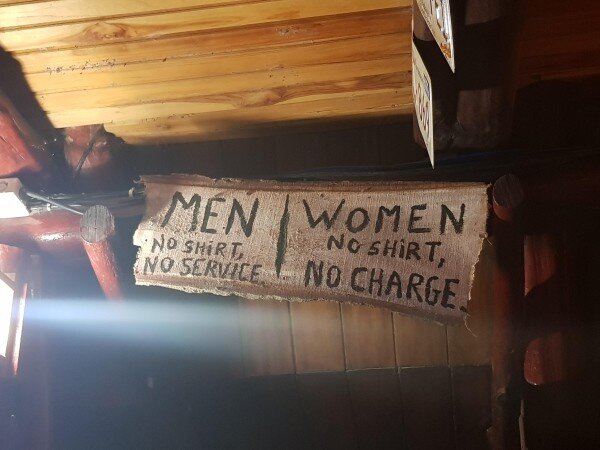 MEN
NO SHIRT,
NO SERVICE.
WOMEN
NO SHIRT,
NO CHARGE.